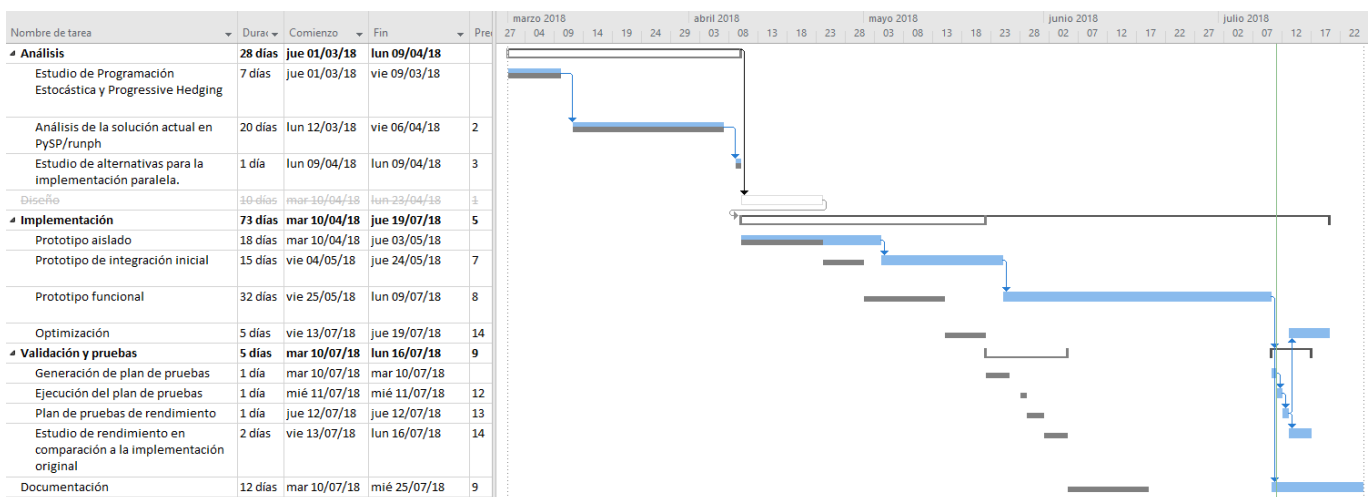 marzo 2018 abril 2018 mayo 2018 junio 2018 julio 2018
Nombre de tarea Durac Comienzo Fin Pre 27 04 09 14 19 24 29 03 08 13 18 23 28 03 08 13 18 23 28 02 07 12 17 22 27 02 07 12 17 22
Análisis 28 días jue 01/03/18 lun 09/04/18
Estudio de Programación 7 días jue 01/03/18 vie 09/03/18
Estocástica y Progressive Hedging
Análisis de la solución actual en 20 días lun 12/03/18 vie 06/04/18 2
PySP/runph
Estudio de alternativas para la 1 día lun 09/04/18 lun 09/04/18 3
implementación paralela.
Diseño 10 días mar 10/04/18 lun 23/04/18 1
Implementación 73 días mar 10/04/18 jue 19/07/18 5
Prototipo aislado 18 días mar 10/04/18 jue 03/05/18
Prototipo de integración inicial 15 días vie 04/05/18 jue 24/05/18 7
Prototipo funcional 32 días vie 25/05/18 lun 09/07/18 8
Optimización 5 días vie 13/07/18 jue 19/07/18 14
Validación y pruebas 5 días mar 10/07/18 lun 16/07/18 9
Generación de plan de pruebas 1 día mar 10/07/18 mar 10/07/18
Ejecución del plan de pruebas 1 día mié 11/07/18 mié 11/07/18 12
Plan de pruebas de rendimiento 1 día jue 12/07/18 jue 12/07/18 13
Estudio de rendimiento en 2 días vie 13/07/18 lun 16/07/18 14
comparación a la implementación
original
Documentación 12 días mar 10/07/18 mié 25/07/18 9